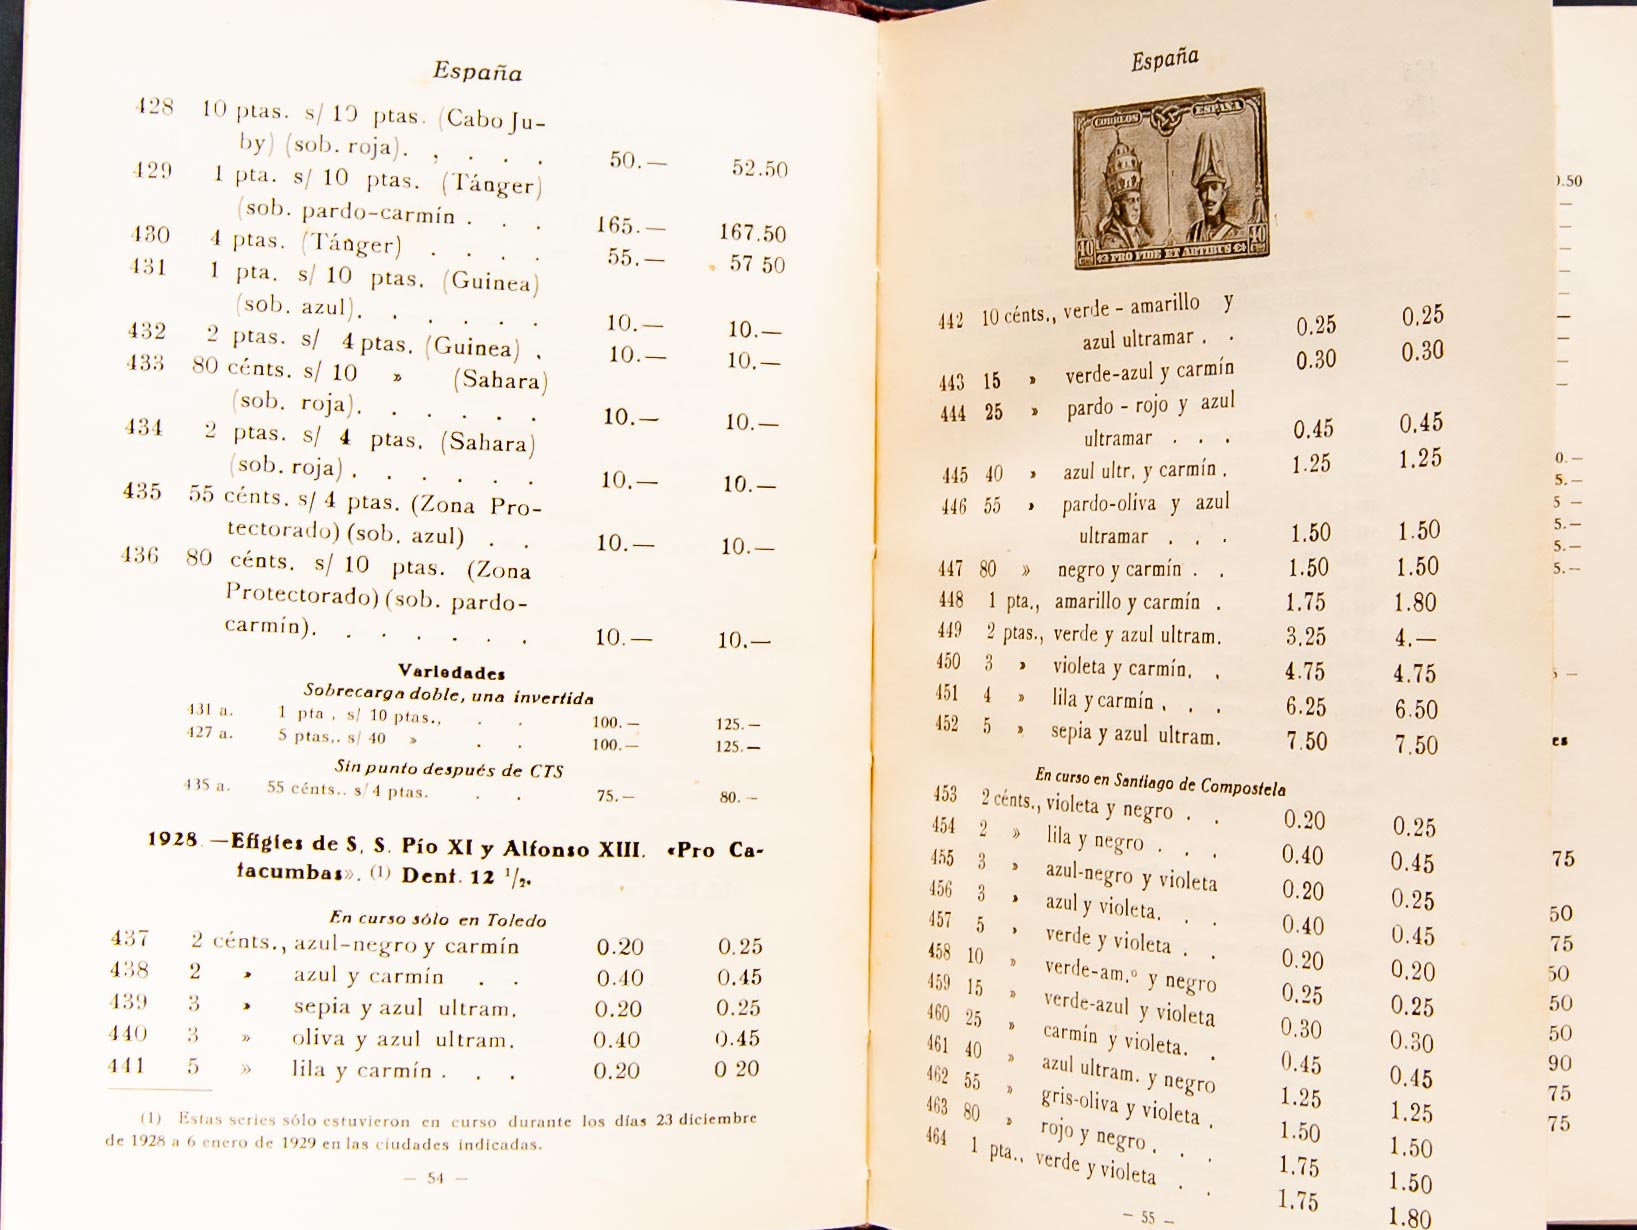 España
428 10 ptas. s/ 10 ptas. (Cabo Ju-
by) (sob. roja). , . . . 50.— 52.50
429 1 pta. s/ 10 ptas. (Tánger)
(sob. pardo-carmín . . . 165.— 167.50
430 4 ptas. (Tánger) . . . . 55.— 57 50
431 1 pta. s/ 10 ptas. (Guinea)
(sob. azul). . . . . . . 10.— 10.—
432 2 ptas. s/ 4 ptas. (Guinea) . 10.— 10.—
433 80 cénts. s/ 10 » (Sahara)
(sob. roja). . . . . . . 10.— 10.—
434 2 ptas. s/ 4 ptas. (Sahara)
(sob. roja) . . . . . . . 10.— 10.—
435 55 cénts. s/ 4 ptas. (Zona Pro-
tectorado) (sob. azul) . . 10.— 10.—
436 80 cénts. s/ 10 ptas. (Zona
Protectorado) (sob. pardo-
carmín). . . . . . . . 10.— 10.—
Variedades
Sobrecarga doble, una invertida
431 a. 1 pta. s/ 10 ptas., . . 100.— 125.—
427 a. 5 ptas.. s/ 40 » . . 100.— 125.—
Sin punto después de CTS
435 a. 55 cénts.. s/ 4 ptas. . . 75.— 80.—
1928.—Efigies de S. S. Pío XI y Alfonso XIII. «Pro Ca-
tacumbas». (1) Dent. 12 1/2.
En curso sólo en Toledo
437 2 cénts., azul-negro y carmín 0.20 0.25
438 2 » azul y carmín . . 0.40 0.45
439 3 » sepia y azul ultram. 0.20 0.25
440 3 » oliva y azul ultram. 0.40 0.45
441 5 » lila y carmín . . . 0.20 0 20
(1) Estas series sólo estuvieron en curso durante los días 23 diciembre
de 1928 a 6 enero de 1929 en las ciudades indicadas.
— 54 —
España
CORREOS ESPAÑA
40 CTS PRO FIDE ET ARTIBUS 40 CTS
442 10 cénts., verde - amarillo y
azul ultramar . . 0.25 0.25
443 15 » verde-azul y carmín 0.30 0.30
444 25 » pardo - rojo y azul
ultramar . . . 0.45 0.45
445 40 » azul ultr. y carmín . 1.25 1.25
446 55 » pardo-oliva y azul
ultramar . . . 1.50 1.50
447 80 » negro y carmín . . 1.50 1.50
448 1 pta., amarillo y carmín . 1.75 1.80
449 2 ptas., verde y azul ultram. 3.25 4.—
450 3 » violeta y carmín. . 4.75 4.75
451 4 » lila y carmín . . . 6.25 6.50
452 5 » sepia y azul ultram. 7.50 7.50
En curso en Santiago de Compostela
453 2 cénts., violeta y negro . . 0.20 0.25
454 2 » lila y negro . . . 0.40 0.45
455 3 » azul-negro y violeta 0.20 0.25
456 3 » azul y violeta. . . 0.40 0.45
457 5 » verde y violeta . . 0.20 0.20
458 10 » verde-am.º y negro 0.25 0.25
459 15 » verde-azul y violeta 0.30 0.30
460 25 » carmín y violeta. . 0.45 0.45
461 40 » azul ultram. y negro 1.25 1.25
462 55 » gris-oliva y violeta . 1.50 1.50
463 80 » rojo y negro . . . 1.75 1.50
464 1 pta., verde y violeta . . 1.75 1.80
— 55 —